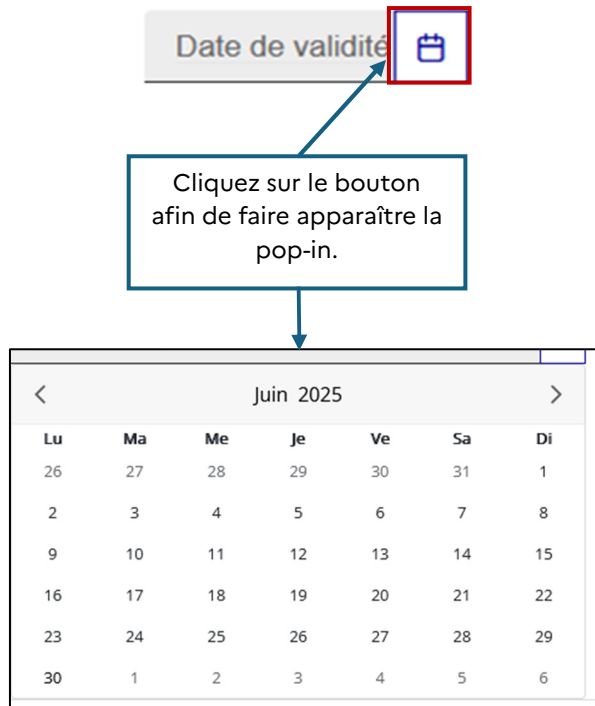 Date de validité
Cliquez sur le bouton
afin de faire apparaître la
pop-in.
Juin 2025
Lu Ma Me Je Ve Sa Di
26 27 28 29 30 31 1
2 3 4 5 6 7 8
9 10 11 12 13 14 15
16 17 18 19 20 21 22
23 24 25 26 27 28 29
30 1 2 3 4 5 6